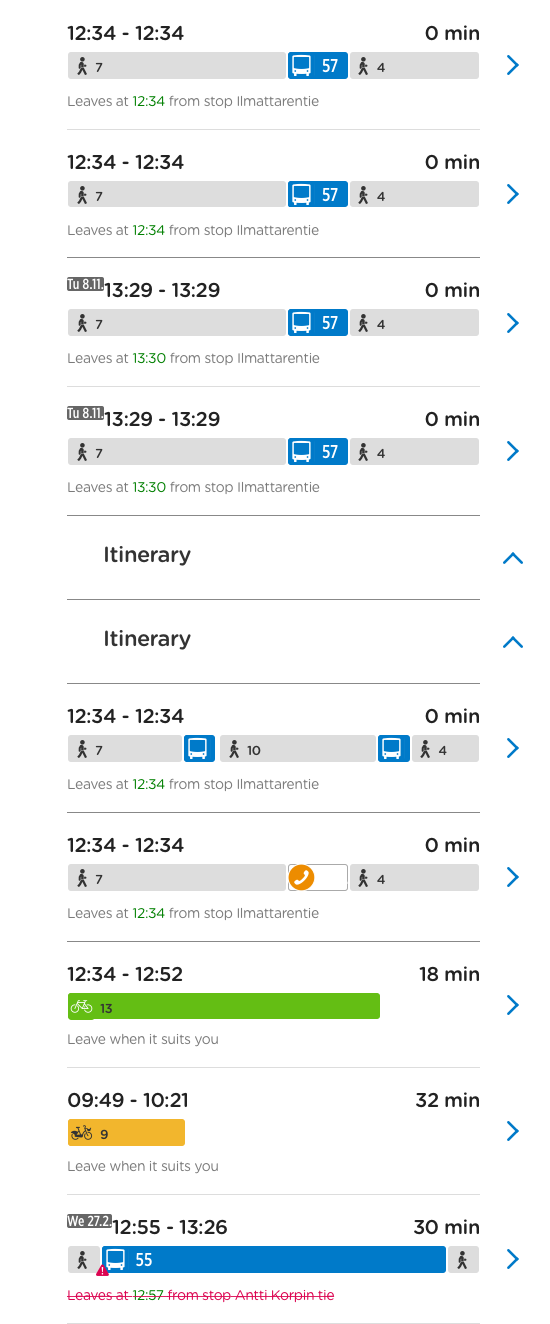 12:34 - 12:34 0 min
7 57 4
Leaves at 12:34 from stop Ilmattarentie
12:34 - 12:34 0 min
7 57 4
Leaves at 12:34 from stop Ilmattarentie
Tu 8.11. 13:29 - 13:29 0 min
7 57 4
Leaves at 13:30 from stop Ilmattarentie
Tu 8.11. 13:29 - 13:29 0 min
7 57 4
Leaves at 13:30 from stop Ilmattarentie
Itinerary
Itinerary
12:34 - 12:34 0 min
7 10 4
Leaves at 12:34 from stop Ilmattarentie
12:34 - 12:34 0 min
7 4
Leaves at 12:34 from stop Ilmattarentie
12:34 - 12:52 18 min
13
Leave when it suits you
09:49 - 10:21 32 min
9
Leave when it suits you
We 27.2. 12:55 - 13:26 30 min
55
Leaves at 12:57 from stop Antti Korpin tie